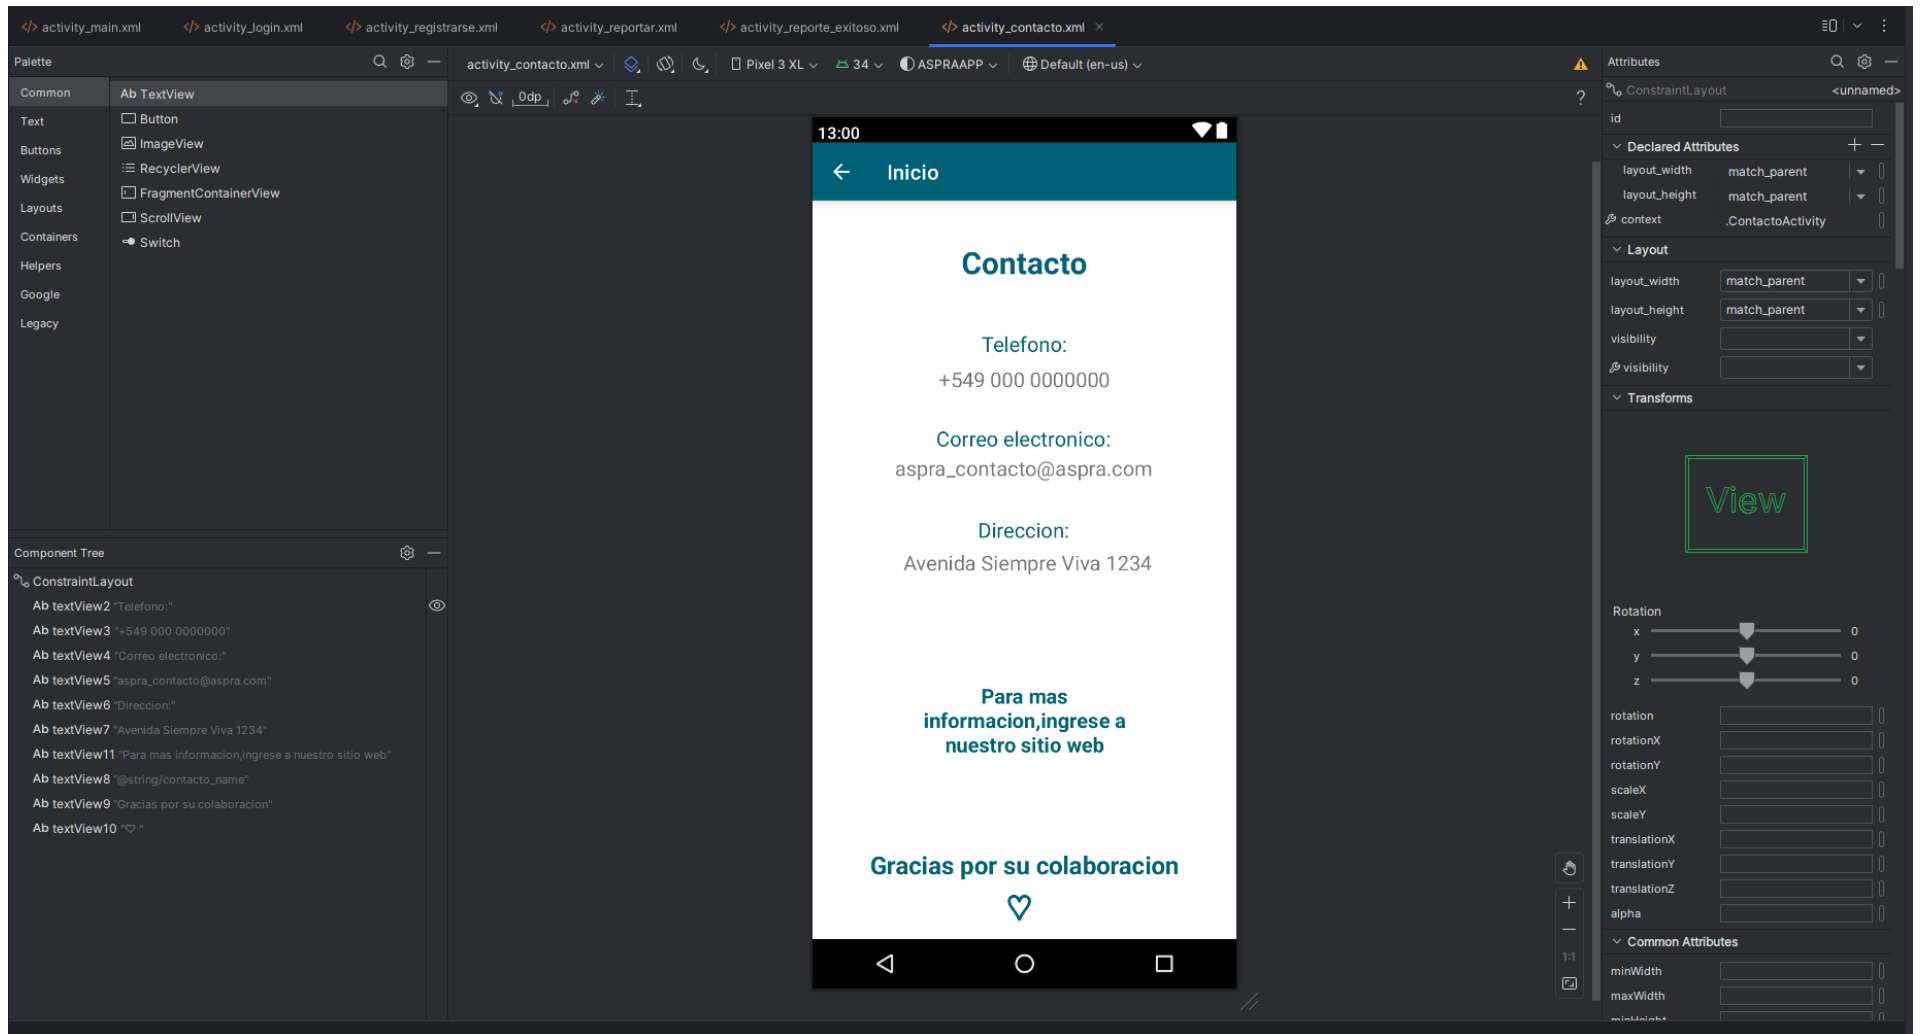 activity_main.xml
activity_login.xml
activity_registrarse.xml
activity_reportar.xml
activity_reporte_exitoso.xml
activity_contacto.xml
Palette
Common
Text
Buttons
Widgets
Layouts
Containers
Helpers
Google
Legacy
Ab TextView
Button
ImageView
RecyclerView
FragmentContainerView
ScrollView
Switch
Component Tree
ConstraintLayout
Ab textView2 "Telefono:"
Ab textView3 "+549 000 0000000"
Ab textView4 "Correo electronico:"
Ab textView5 "aspra_contacto@aspra.com"
Ab textView6 "Direccion:"
Ab textView7 "Avenida Siempre Viva 1234"
Ab textView11 "Para mas informacion,ingrese a nuestro sitio web"
Ab textView8 "@string/contacto_name"
Ab textView9 "Gracias por su colaboracion"
Ab textView10 "♡ "
activity_contacto.xml
Pixel 3 XL
34
ASPRAAPP
Default (en-us)
0dp
?
13:00
Inicio
Contacto
Telefono:
+549 000 0000000
Correo electronico:
aspra_contacto@aspra.com
Direccion:
Avenida Siempre Viva 1234
Para mas
informacion,ingrese a
nuestro sitio web
Gracias por su colaboracion
♡
1:1
Attributes
ConstraintLayout <unnamed>
id
Declared Attributes
layout_width match_parent
layout_height match_parent
context .ContactoActivity
Layout
layout_width match_parent
layout_height match_parent
visibility
visibility
Transforms
View
Rotation
x 0
y 0
z 0
rotation
rotationX
rotationY
scaleX
scaleY
translationX
translationY
translationZ
alpha
Common Attributes
minWidth
maxWidth
minHeight